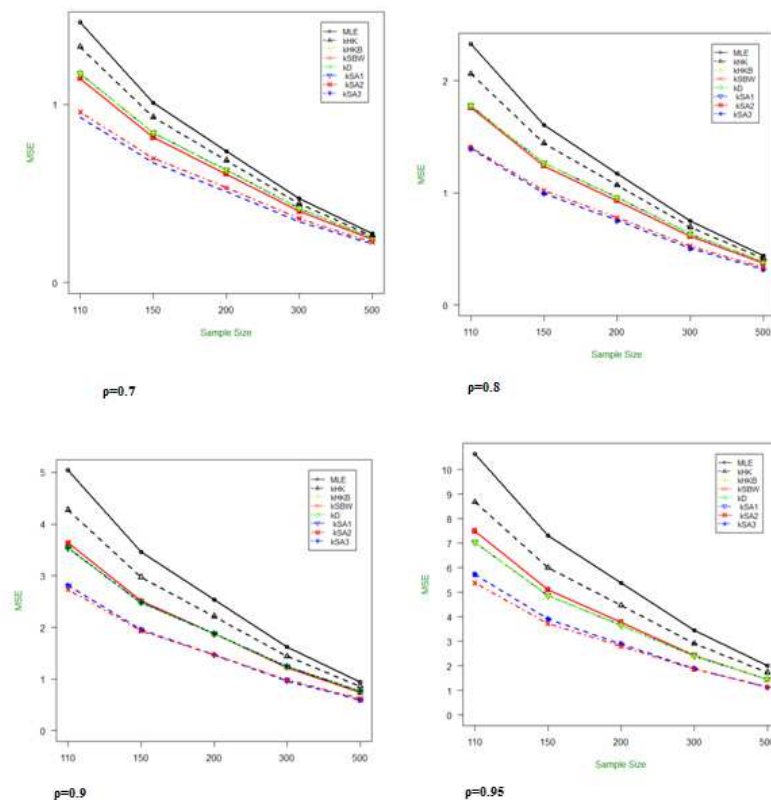 MLE
kHK
kHKB
kSBW
kD
kSA1
kSA2
kSA3
1
0
MSE
110
150
200
300
500
Sample Size
ρ=0.7
MLE
kHK
kHKB
kSBW
kD
kSA1
kSA2
kSA3
2
1
0
MSE
110
150
200
300
500
Sample Size
ρ=0.8
MLE
kHK
kHKB
kSBW
kD
kSA1
kSA2
kSA3
5
4
3
2
1
0
MSE
110
150
200
300
500
ρ=0.9
MLE
kHK
kHKB
kSBW
kD
kSA1
kSA2
kSA3
10
9
8
7
6
5
4
3
2
1
0
MSE
110
150
200
300
500
Sample Size
ρ=0.95